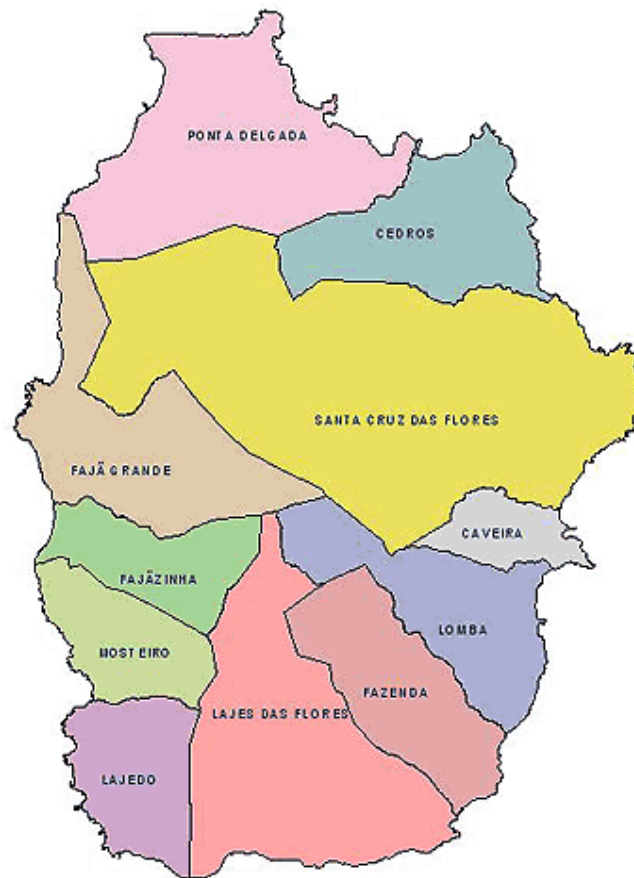 PONTA DELGADA
CEDROS
SANTA CRUZ DAS FLORES
FAJÃ GRANDE
CAVEIRA
FAJÃZINHA
LOMBA
MOSTEIRO
FAZENDA
LAJES DAS FLORES
LAJEDO